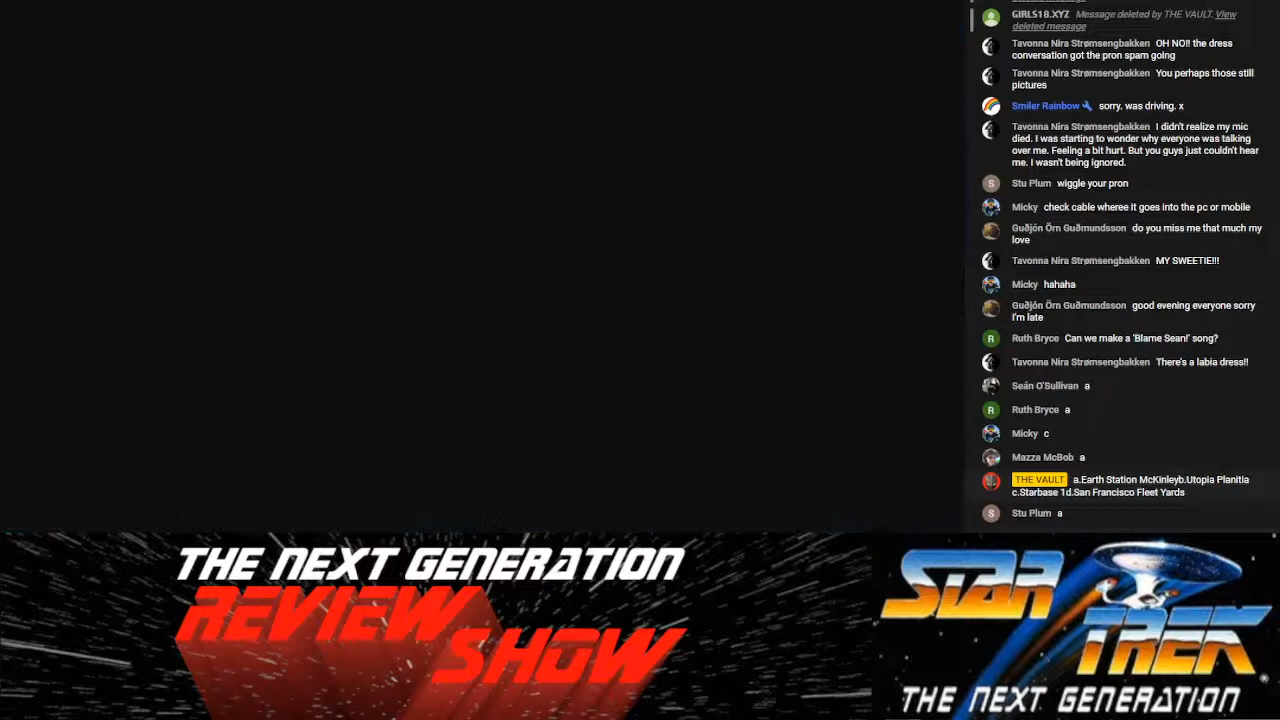 GIRLS18.XYZ Message deleted by THE VAULT. View
deleted message
Tavonna Nira Strømsengbakken OH NO!! the dress
conversation got the pron spam going
Tavonna Nira Strømsengbakken You perhaps those still
pictures
Smiler Rainbow sorry. was driving. x
Tavonna Nira Strømsengbakken I didn't realize my mic
died. I was starting to wonder why everyone was talking
over me. Feeling a bit hurt. But you guys just couldn't hear
me. I wasn't being ignored.
S Stu Plum wiggle your pron
Micky check cable wheree it goes into the pc or mobile
Guðjón Örn Guðmundsson do you miss me that much my
love
Tavonna Nira Strømsengbakken MY SWEETIE!!!
Micky hahaha
Guðjón Örn Guðmundsson good evening everyone sorry
I'm late
R Ruth Bryce Can we make a 'Blame Sean!' song?
Tavonna Nira Strømsengbakken There's a labia dress!!
Seán O'Sullivan a
R Ruth Bryce a
Micky c
Mazza McBob a
THE VAULT a.Earth Station McKinleyb.Utopia Planitia
c.Starbase 1d.San Francisco Fleet Yards
S Stu Plum a
THE NEXT GENERATION
REVIEW
SHOW
STAR
TREK
THE NEXT GENERATION